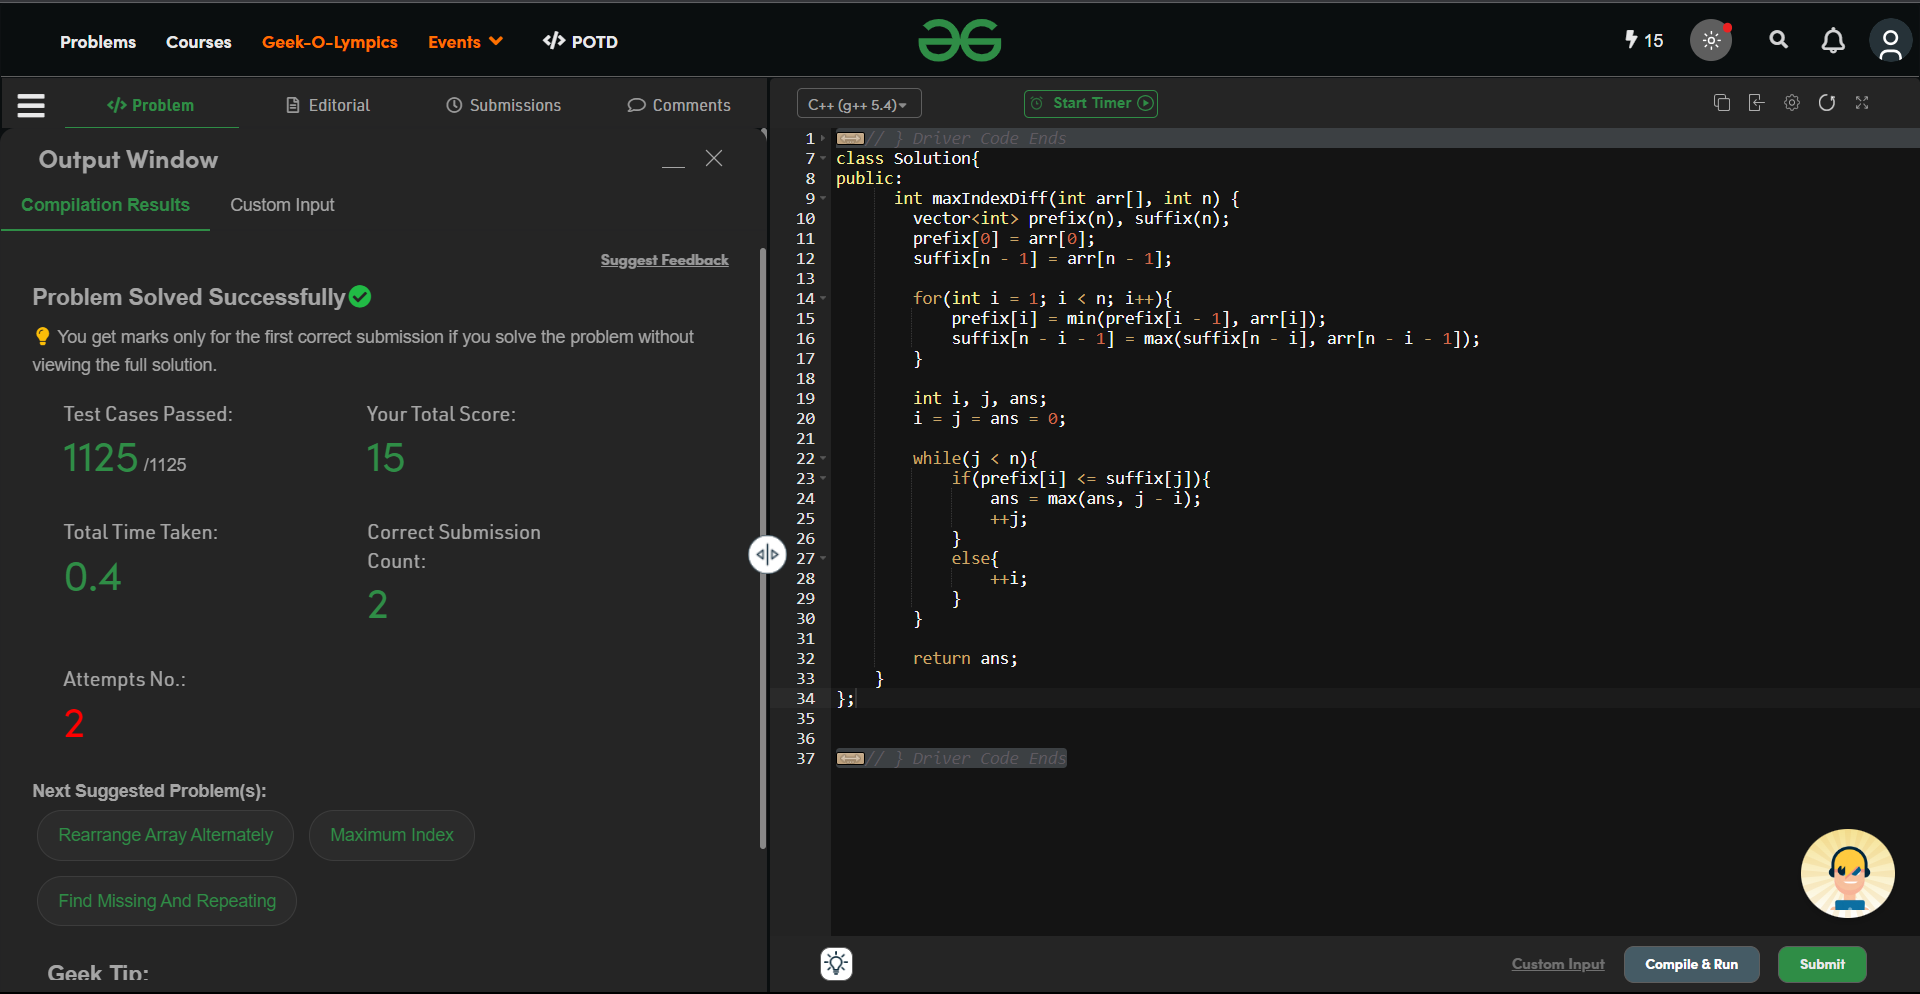 Problems Courses Geek-O-Lympics Events </> POTD 15
</> Problem Editorial Submissions Comments
Output Window
Compilation Results Custom Input
Suggest Feedback
Problem Solved Successfully
You get marks only for the first correct submission if you solve the problem without
viewing the full solution.
Test Cases Passed: Your Total Score:
1125 /1125 15
Total Time Taken: Correct Submission
Count:
0.4
2
Attempts No.:
2
Next Suggested Problem(s):
Rearrange Array Alternately Maximum Index
Find Missing And Repeating
Geek Tip:
C++ (g++ 5.4) Start Timer
1 // } Driver Code Ends
7 class Solution{
8 public:
9 int maxIndexDiff(int arr[], int n) {
10 vector<int> prefix(n), suffix(n);
11 prefix[0] = arr[0];
12 suffix[n - 1] = arr[n - 1];
13
14 for(int i = 1; i < n; i++){
15 prefix[i] = min(prefix[i - 1], arr[i]);
16 suffix[n - i - 1] = max(suffix[n - i], arr[n - i - 1]);
17 }
18
19 int i, j, ans;
20 i = j = ans = 0;
21
22 while(j < n){
23 if(prefix[i] <= suffix[j]){
24 ans = max(ans, j - i);
25 ++j;
26 }
27 else{
28 ++i;
29 }
30 }
31
32 return ans;
33 }
34 };
35
36
37 // } Driver Code Ends
Custom Input Compile & Run Submit